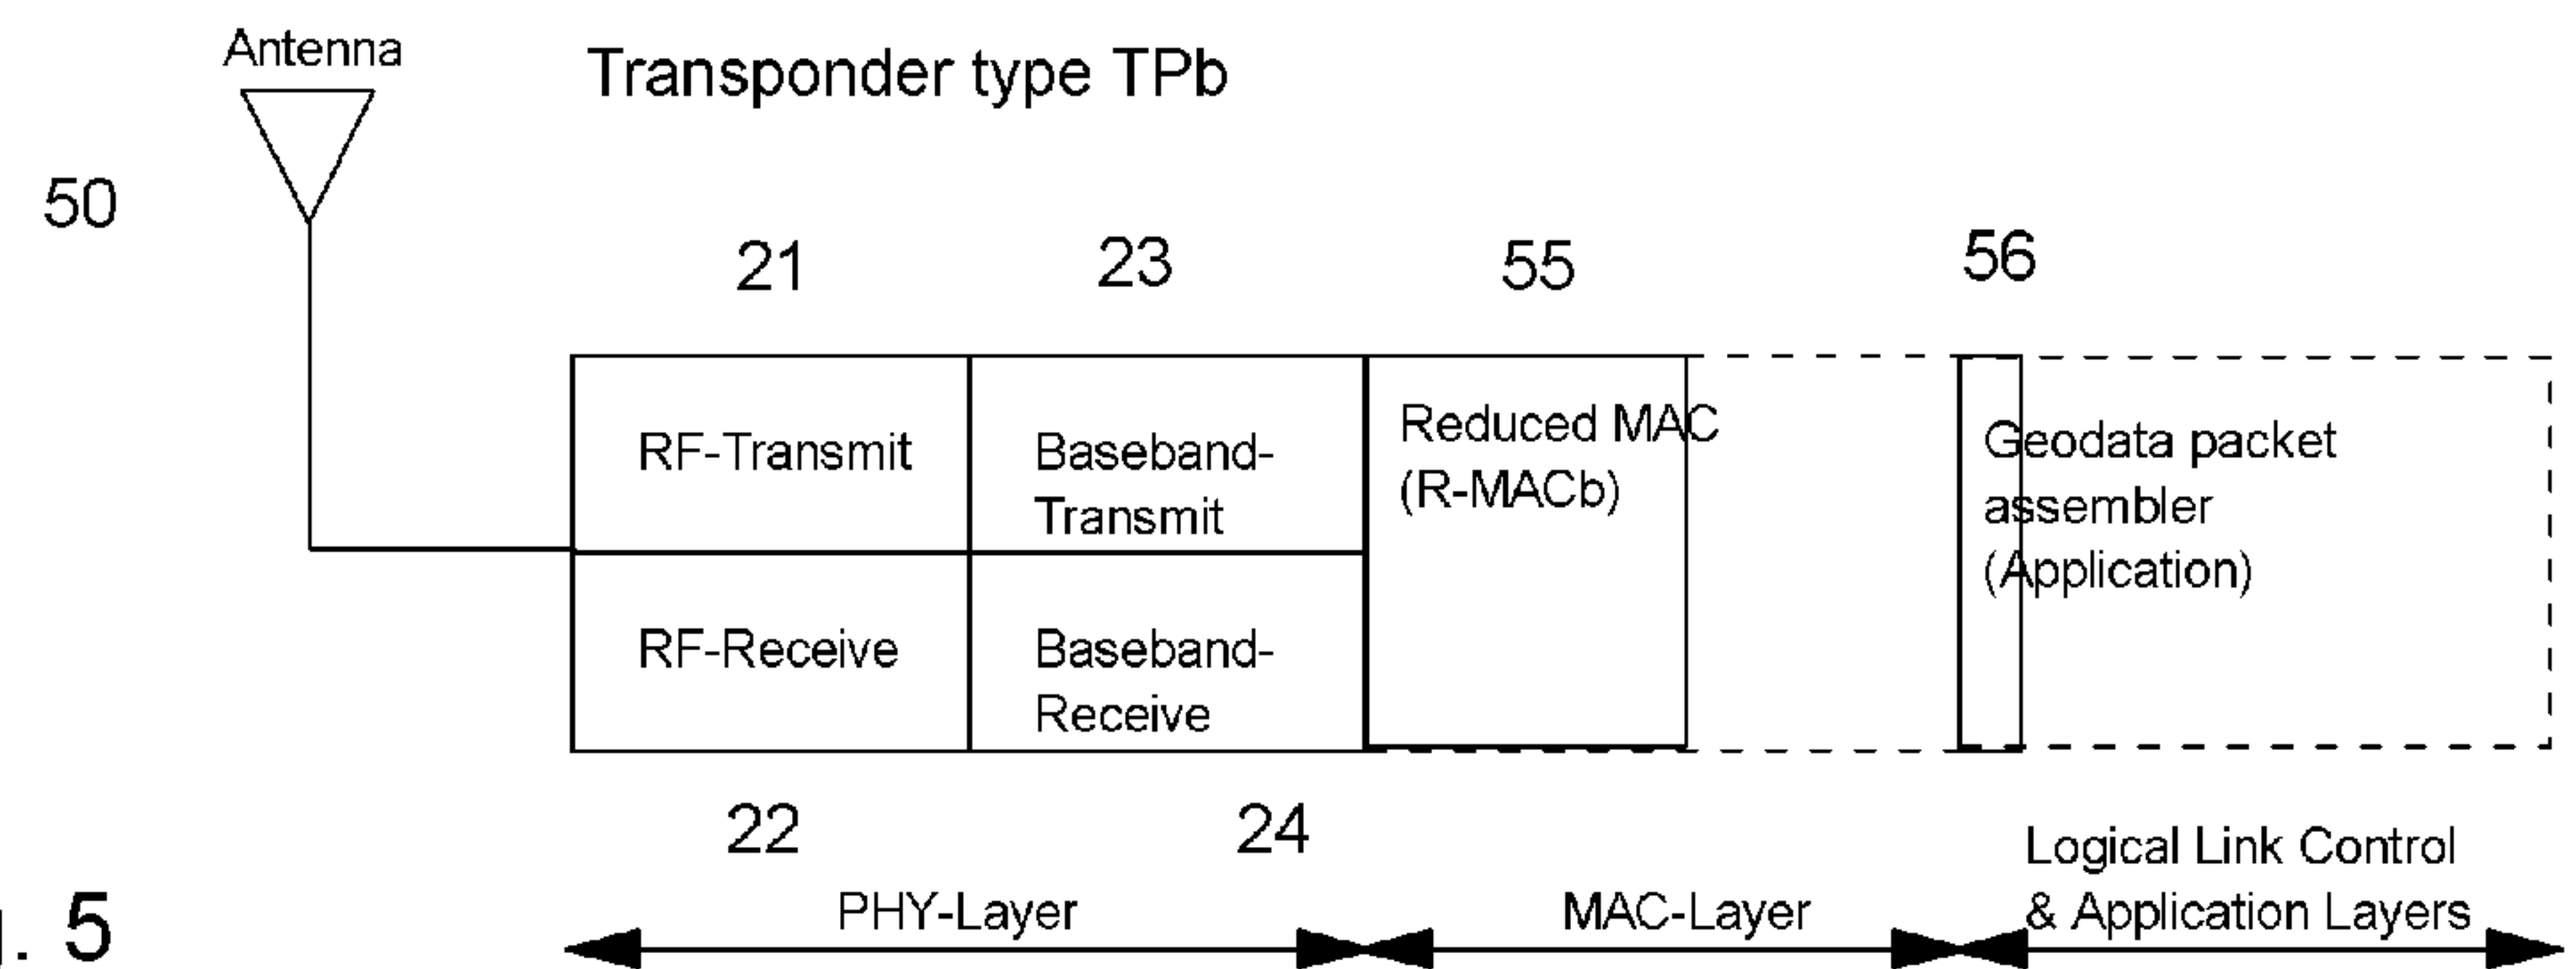 Antenna
Transponder type TPb
50
21
23
55
56
RF-Transmit
Baseband-
Transmit
Reduced MAC
(R-MACb)
Geodata packet
assembler
(Application)
RF-Receive
Baseband-
Receive
22
24
PHY-Layer
MAC-Layer
Logical Link Control
& Application Layers
. 5